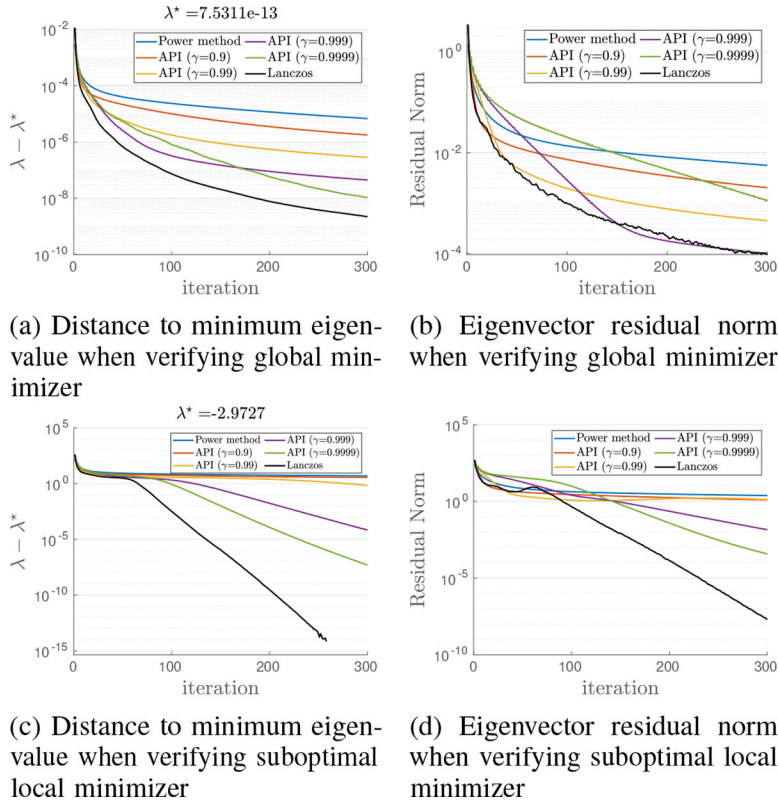 λ* =7.5311e-13
Power method
API (γ=0.9)
API (γ=0.99)
API (γ=0.999)
API (γ=0.9999)
Lanczos
10^-2
10^-4
10^-6
10^-8
10^-10
λ − λ*
0 100 200 300
iteration
Power method
API (γ=0.9)
API (γ=0.99)
API (γ=0.999)
API (γ=0.9999)
Lanczos
10^0
10^-2
10^-4
Residual Norm
0 100 200 300
iteration
(a) Distance to minimum eigen-
value when verifying global min-
imizer
(b) Eigenvector residual norm
when verifying global minimizer
λ* =-2.9727
Power method
API (γ=0.9)
API (γ=0.99)
API (γ=0.999)
API (γ=0.9999)
Lanczos
10^5
10^0
10^-5
10^-10
10^-15
λ − λ*
0 100 200 300
iteration
Power method
API (γ=0.9)
API (γ=0.99)
API (γ=0.999)
API (γ=0.9999)
Lanczos
10^5
10^0
10^-5
10^-10
Residual Norm
0 100 200 300
iteration
(c) Distance to minimum eigen-
value when verifying suboptimal
local minimizer
(d) Eigenvector residual norm
when verifying suboptimal local
minimizer